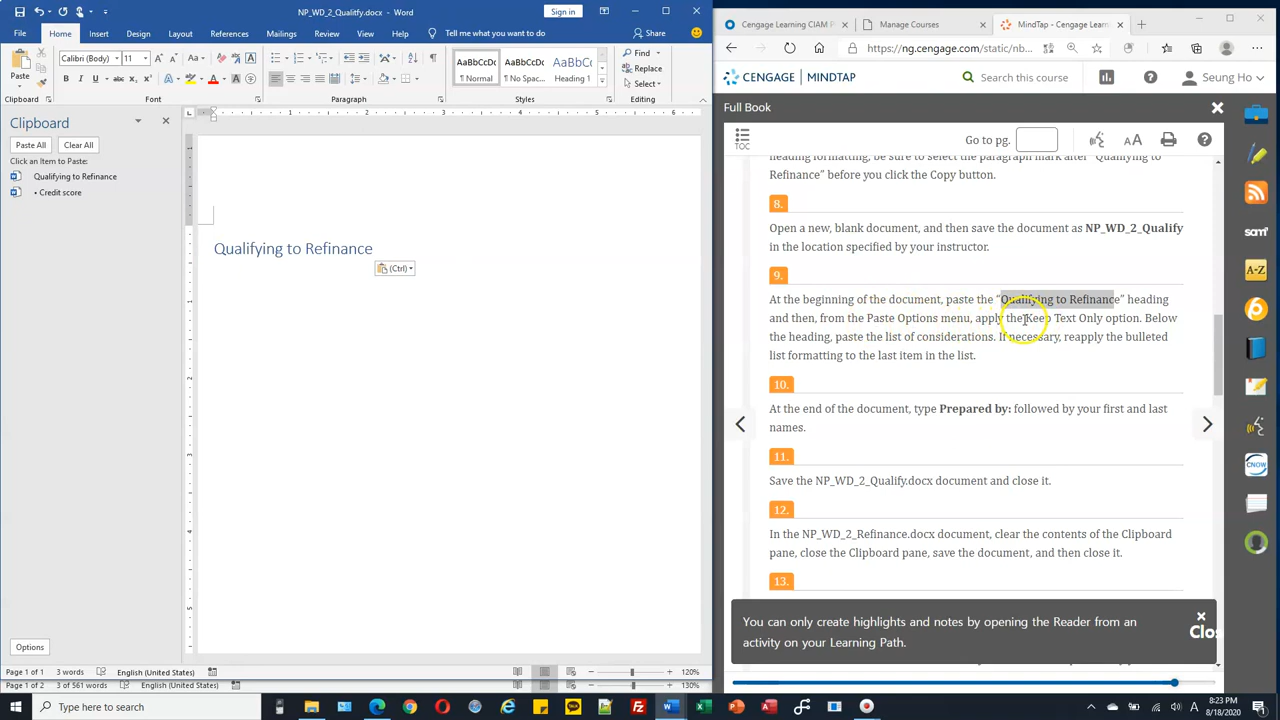 NP_WD_2_Qualify.docx - Word
Sign in
File Home Insert Design Layout References Mailings Review View Help Tell me what you want to do Share
Paste
Calibri (Body) 11
B I U abc x x
AaBbCcDc AaBbCcDc AaBbCc
¶ Normal ¶ No Spac... Heading 1
Find
Replace
Select
Clipboard Font Paragraph Styles Editing
Clipboard
Paste All Clear All
Click an Item to Paste:
Qualifying to Refinance
• Credit score
Options
Qualifying to Refinance
(Ctrl)
Page 1 of 1 3 words English (United States) 120%
Page 1 of 2 3 of 561 words English (United States) 130%
Cengage Learning CIAM P Manage Courses MindTap - Cengage Learn
https://ng.cengage.com/static/nb...
CENGAGE MINDTAP
Search this course
Seung Ho
Full Book
TOC
Go to pg.
AA
heading formatting, be sure to select the paragraph mark after "Qualifying to
Refinance" before you click the Copy button.
8.
Open a new, blank document, and then save the document as NP_WD_2_Qualify
in the location specified by your instructor.
9.
At the beginning of the document, paste the “Qualifying to Refinance” heading
and then, from the Paste Options menu, apply the Keep Text Only option. Below
the heading, paste the list of considerations. If necessary, reapply the bulleted
list formatting to the last item in the list.
10.
At the end of the document, type Prepared by: followed by your first and last
names.
11.
Save the NP_WD_2_Qualify.docx document and close it.
12.
In the NP_WD_2_Refinance.docx document, clear the contents of the Clipboard
pane, close the Clipboard pane, save the document, and then close it.
13.
You can only create highlights and notes by opening the Reader from an
activity on your Learning Path.
Clos
sam
A-Z
CNOW
Type here to search
8:23 PM
8/18/2020